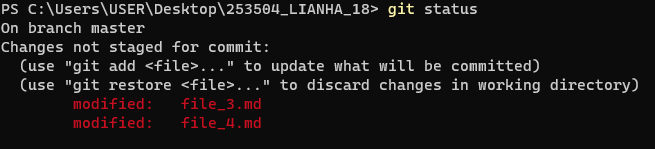 PS C:\Users\USER\Desktop\253504_LIANHA_18> git status
On branch master
Changes not staged for commit:
  (use "git add <file>..." to update what will be committed)
  (use "git restore <file>..." to discard changes in working directory)
        modified:   file_3.md
        modified:   file_4.md